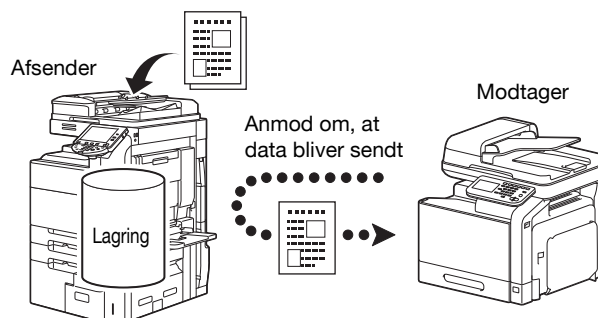 Afsender
Modtager
Anmod om, at
data bliver sendt
Lagring